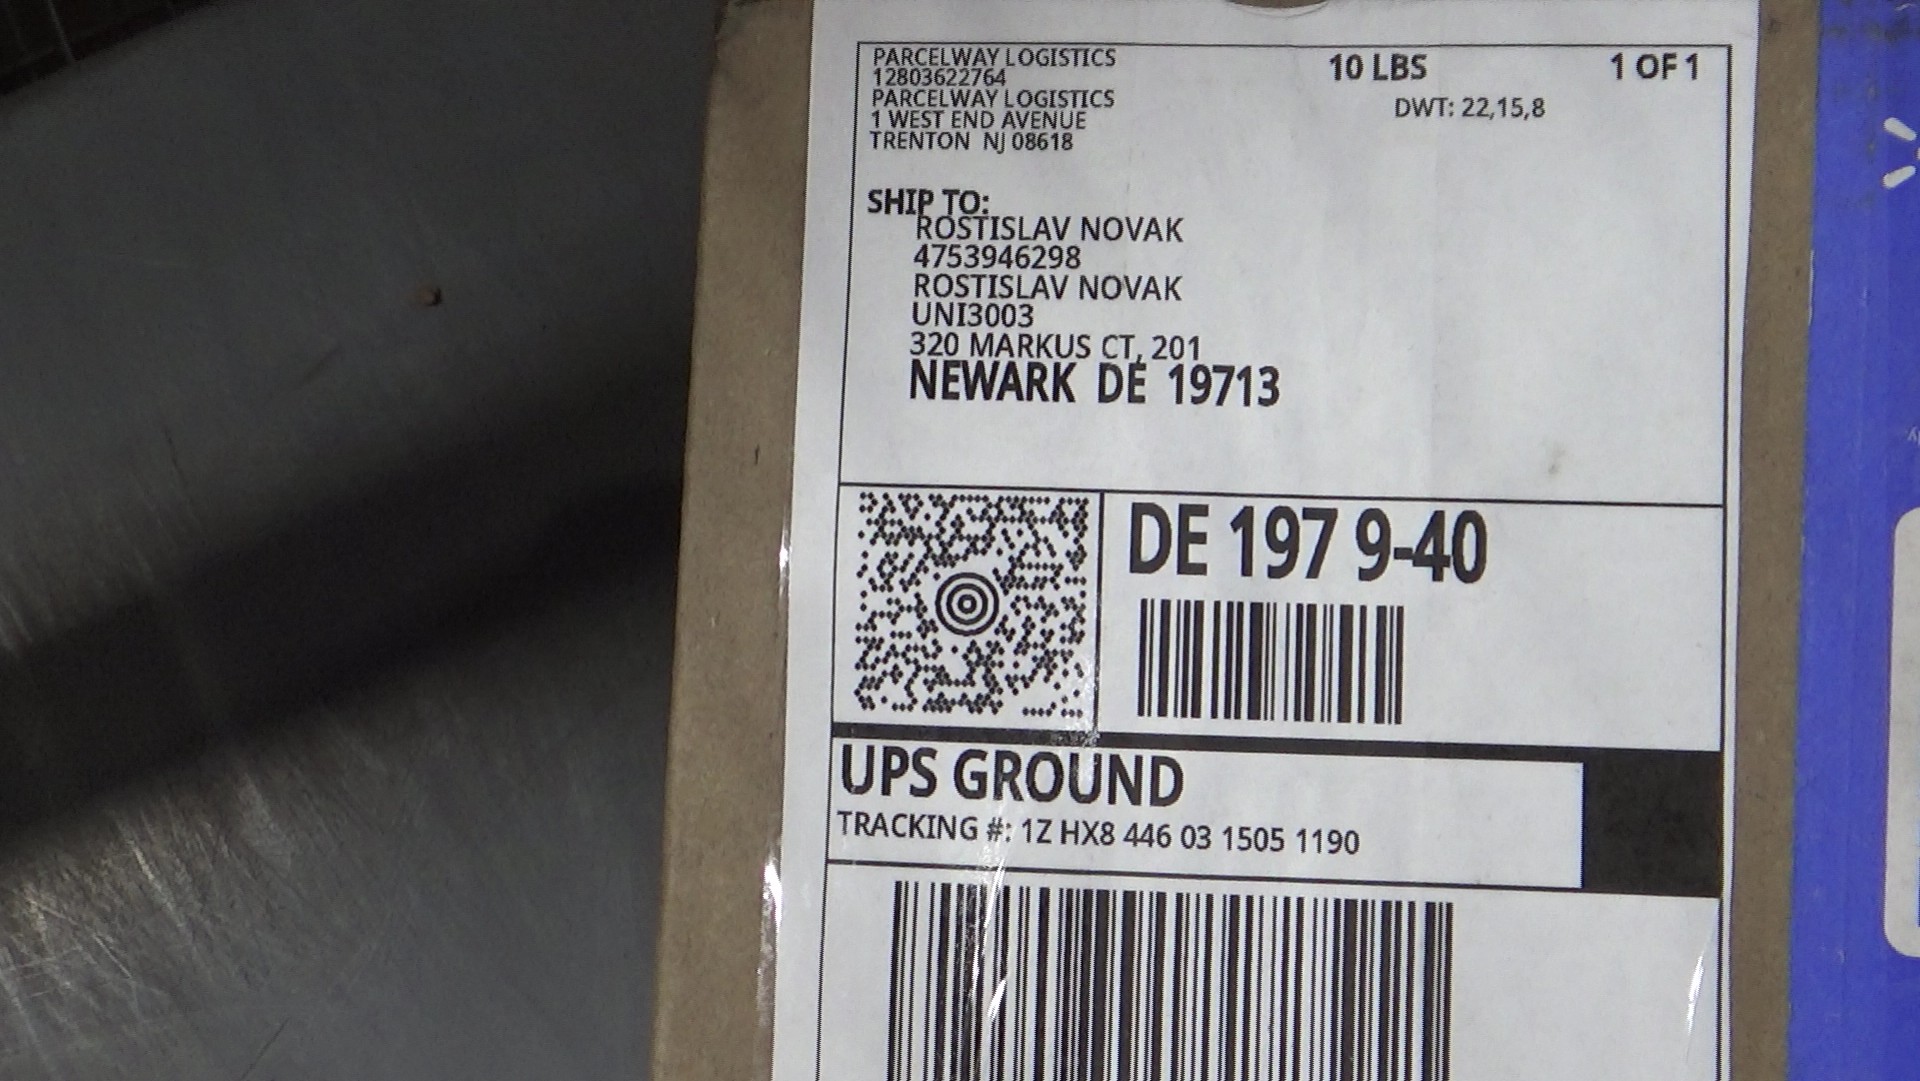 PARCELWAY LOGISTICS
12803622764
PARCELWAY LOGISTICS
1 WEST END AVENUE
TRENTON NJ 08618
10 LBS
1 OF 1
DWT: 22,15,8
SHIP TO:
ROSTISLAV NOVAK
4753946298
ROSTISLAV NOVAK
UNI3003
320 MARKUS CT, 201
NEWARK DE 19713
DE 197 9-40
UPS GROUND
TRACKING #: 1Z HX8 446 03 1505 1190